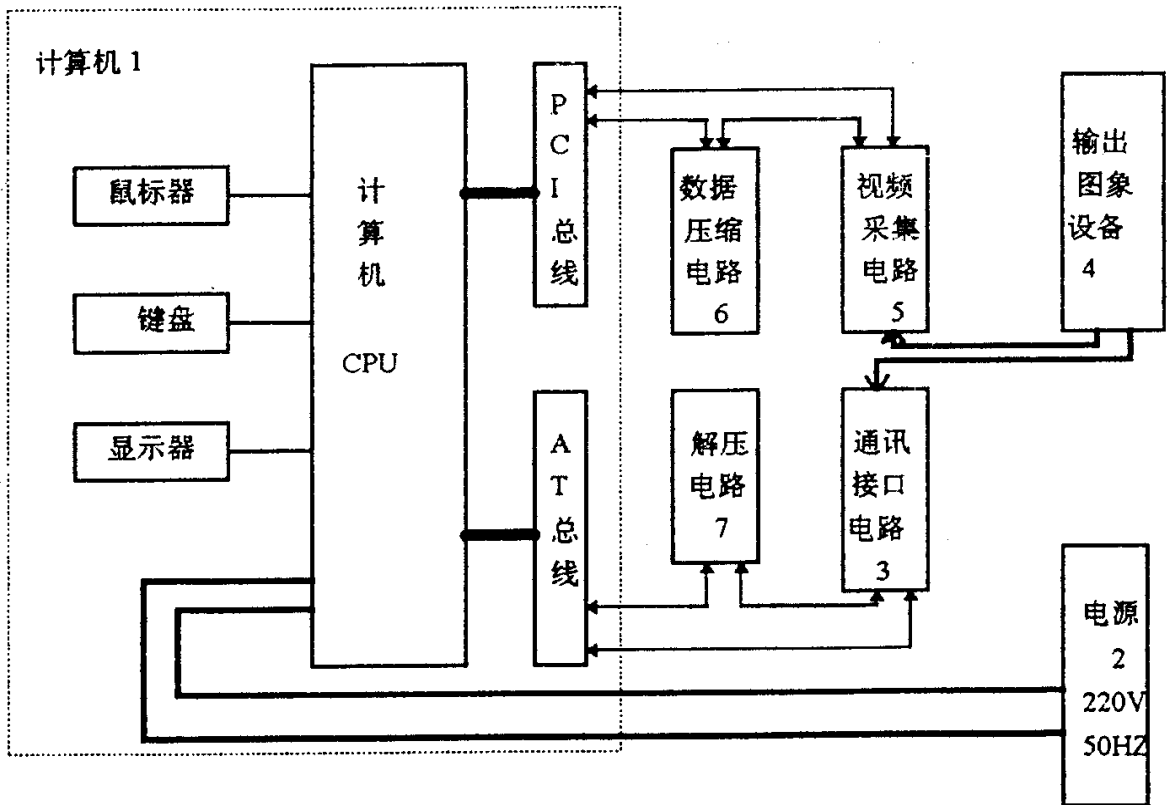 计算机 1
鼠标器
键盘
显示器
计
算
机
CPU
P
C
I
总
线
A
T
总
线
数据
压缩
电路
6
视频
采集
电路
5
输出
图象
设备
4
解压
电路
7
通讯
接口
电路
3
电源
2
220V
50HZ